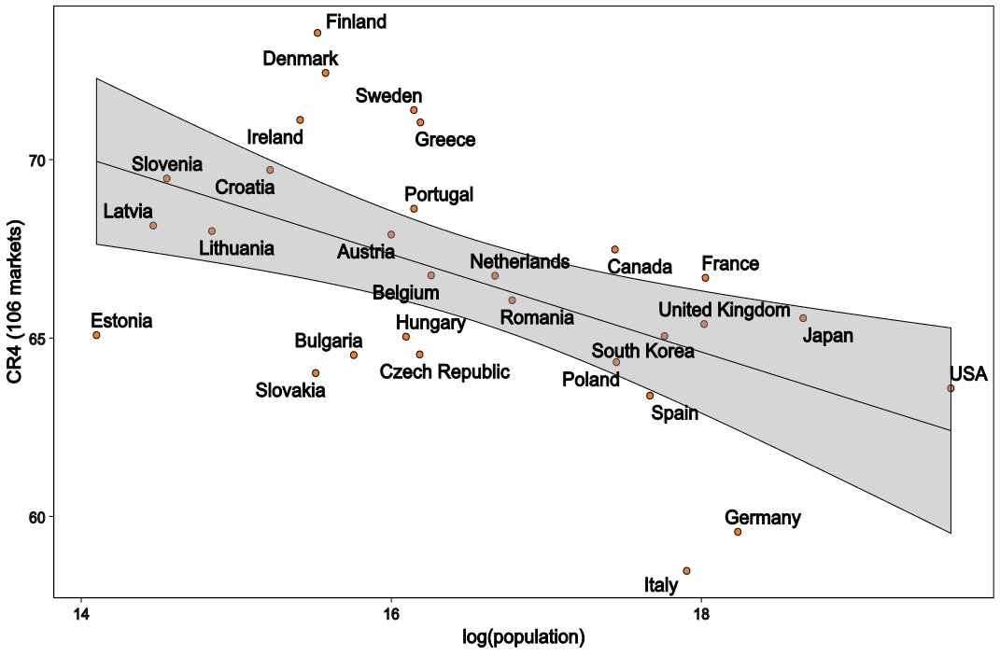 Finland
Denmark
Sweden
Ireland
Greece
70
Slovenia
Croatia
Portugal
Latvia
Lithuania
Austria
Netherlands
Canada
France
Belgium
United Kingdom
Romania
Estonia
Hungary
Japan
65
Bulgaria
South Korea
Czech Republic
Poland
USA
Slovakia
Spain
60
Germany
Italy
CR4 (106 markets)
14
16
18
log(population)